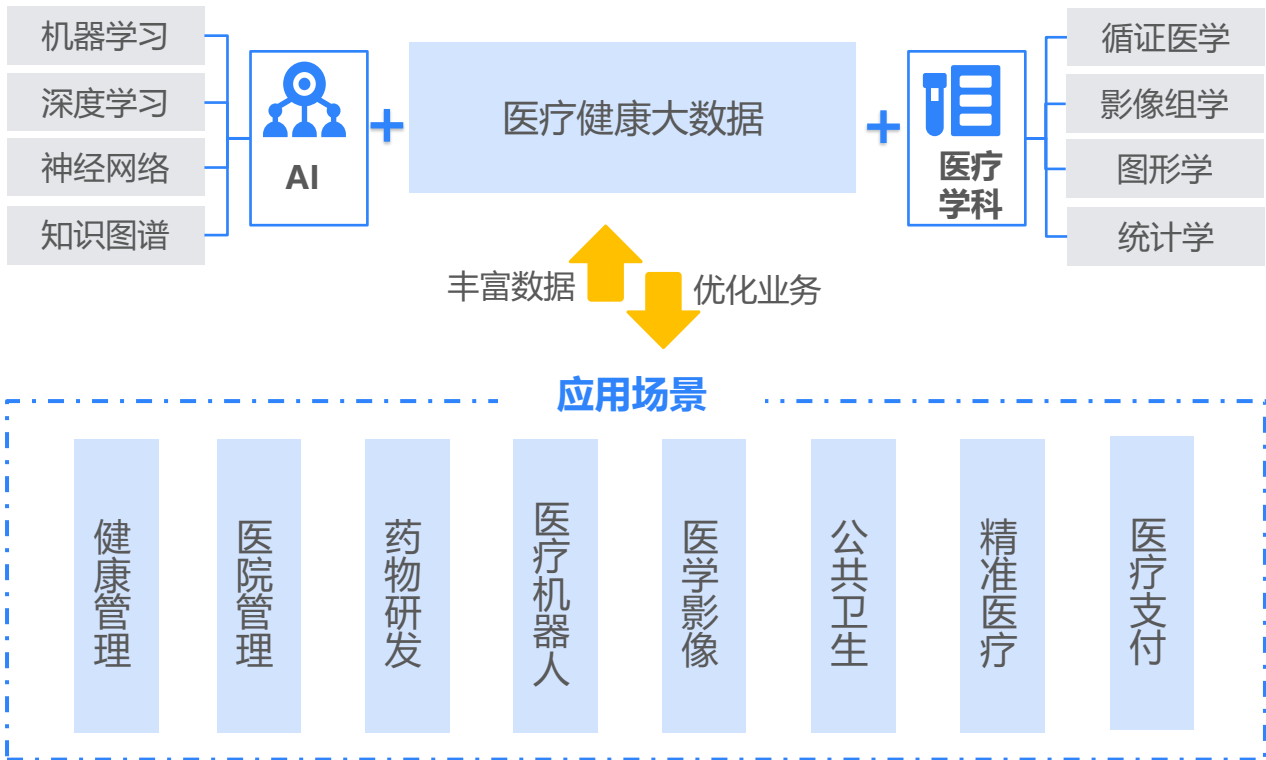 机器学习
深度学习
神经网络
知识图谱
AI
+
医疗健康大数据
+
医疗
学科
循证医学
影像组学
图形学
统计学
丰富数据
优化业务
应用场景
健康管理
医院管理
药物研发
医疗机器人
医学影像
公共卫生
精准医疗
医疗支付